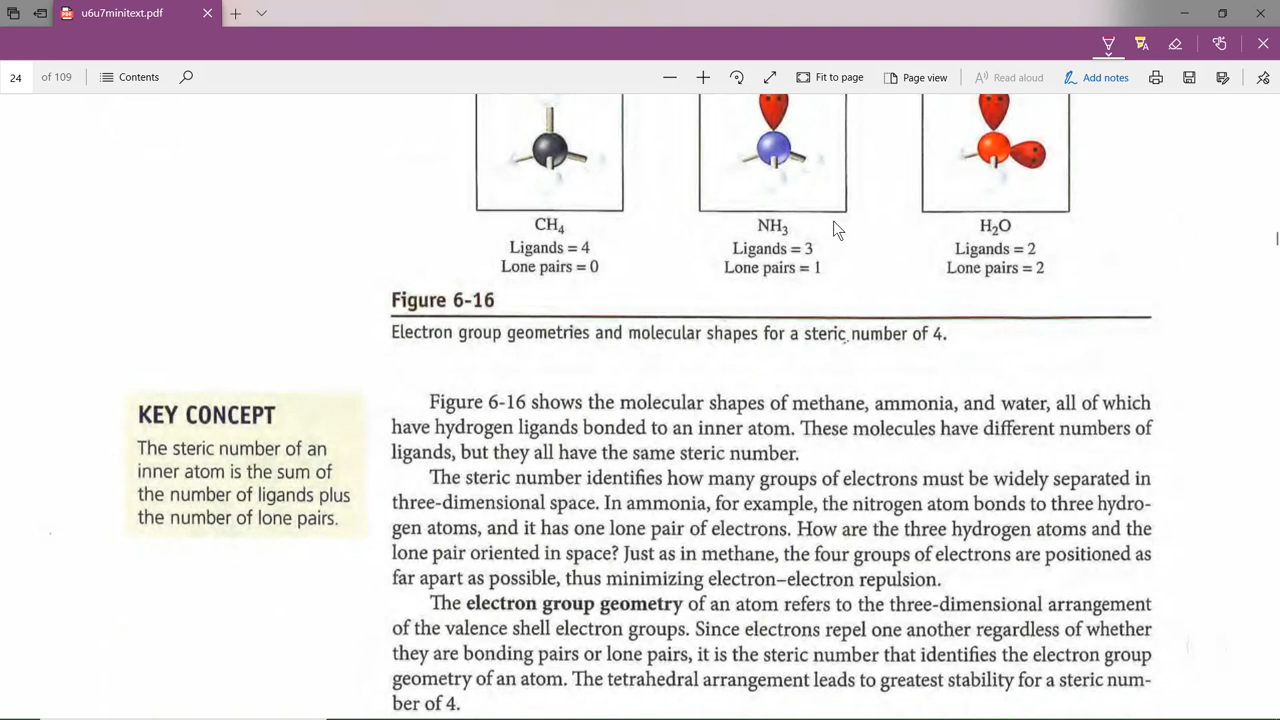 u6u7minitext.pdf
24 of 109 Contents Fit to page Page view Read aloud Add notes
CH₄ NH₃ H₂O
Ligands = 4 Ligands = 3 Ligands = 2
Lone pairs = 0 Lone pairs = 1 Lone pairs = 2
Figure 6-16
Electron group geometries and molecular shapes for a steric number of 4.
KEY CONCEPT
The steric number of an
inner atom is the sum of
the number of ligands plus
the number of lone pairs.
Figure 6-16 shows the molecular shapes of methane, ammonia, and water, all of which
have hydrogen ligands bonded to an inner atom. These molecules have different numbers of
ligands, but they all have the same steric number.
The steric number identifies how many groups of electrons must be widely separated in
three-dimensional space. In ammonia, for example, the nitrogen atom bonds to three hydro-
gen atoms, and it has one lone pair of electrons. How are the three hydrogen atoms and the
lone pair oriented in space? Just as in methane, the four groups of electrons are positioned as
far apart as possible, thus minimizing electron–electron repulsion.
The electron group geometry of an atom refers to the three-dimensional arrangement
of the valence shell electron groups. Since electrons repel one another regardless of whether
they are bonding pairs or lone pairs, it is the steric number that identifies the electron group
geometry of an atom. The tetrahedral arrangement leads to greatest stability for a steric num-
ber of 4.